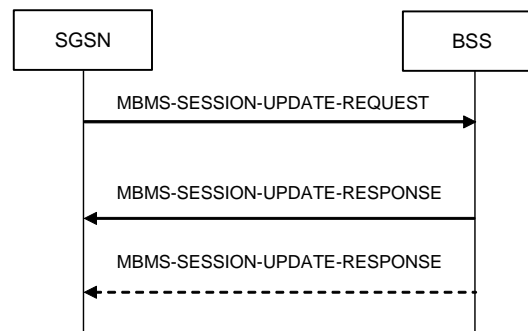 SGSN
BSS
MBMS-SESSION-UPDATE-REQUEST
MBMS-SESSION-UPDATE-RESPONSE
MBMS-SESSION-UPDATE-RESPONSE